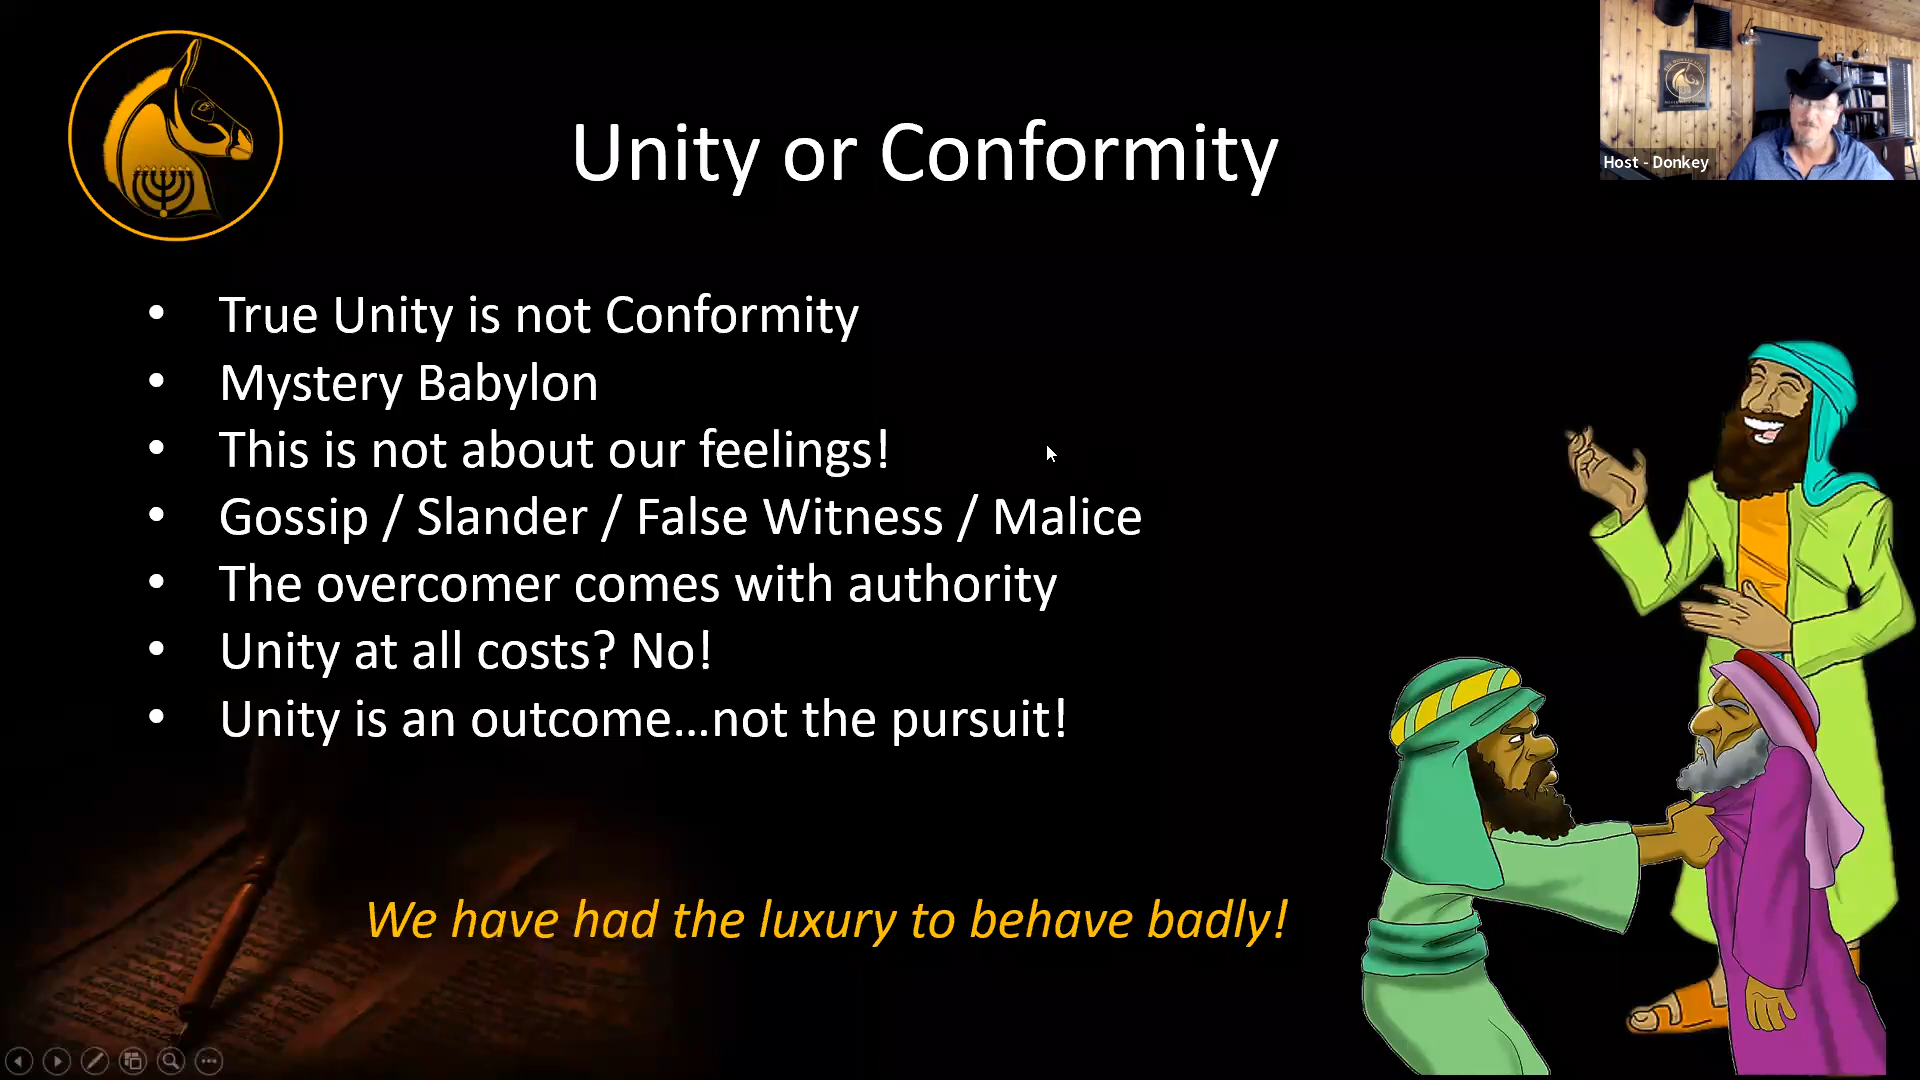 Unity or Conformity
Host - Donkey
• True Unity is not Conformity
• Mystery Babylon
• This is not about our feelings!
• Gossip / Slander / False Witness / Malice
• The overcomer comes with authority
• Unity at all costs? No!
• Unity is an outcome...not the pursuit!
We have had the luxury to behave badly!